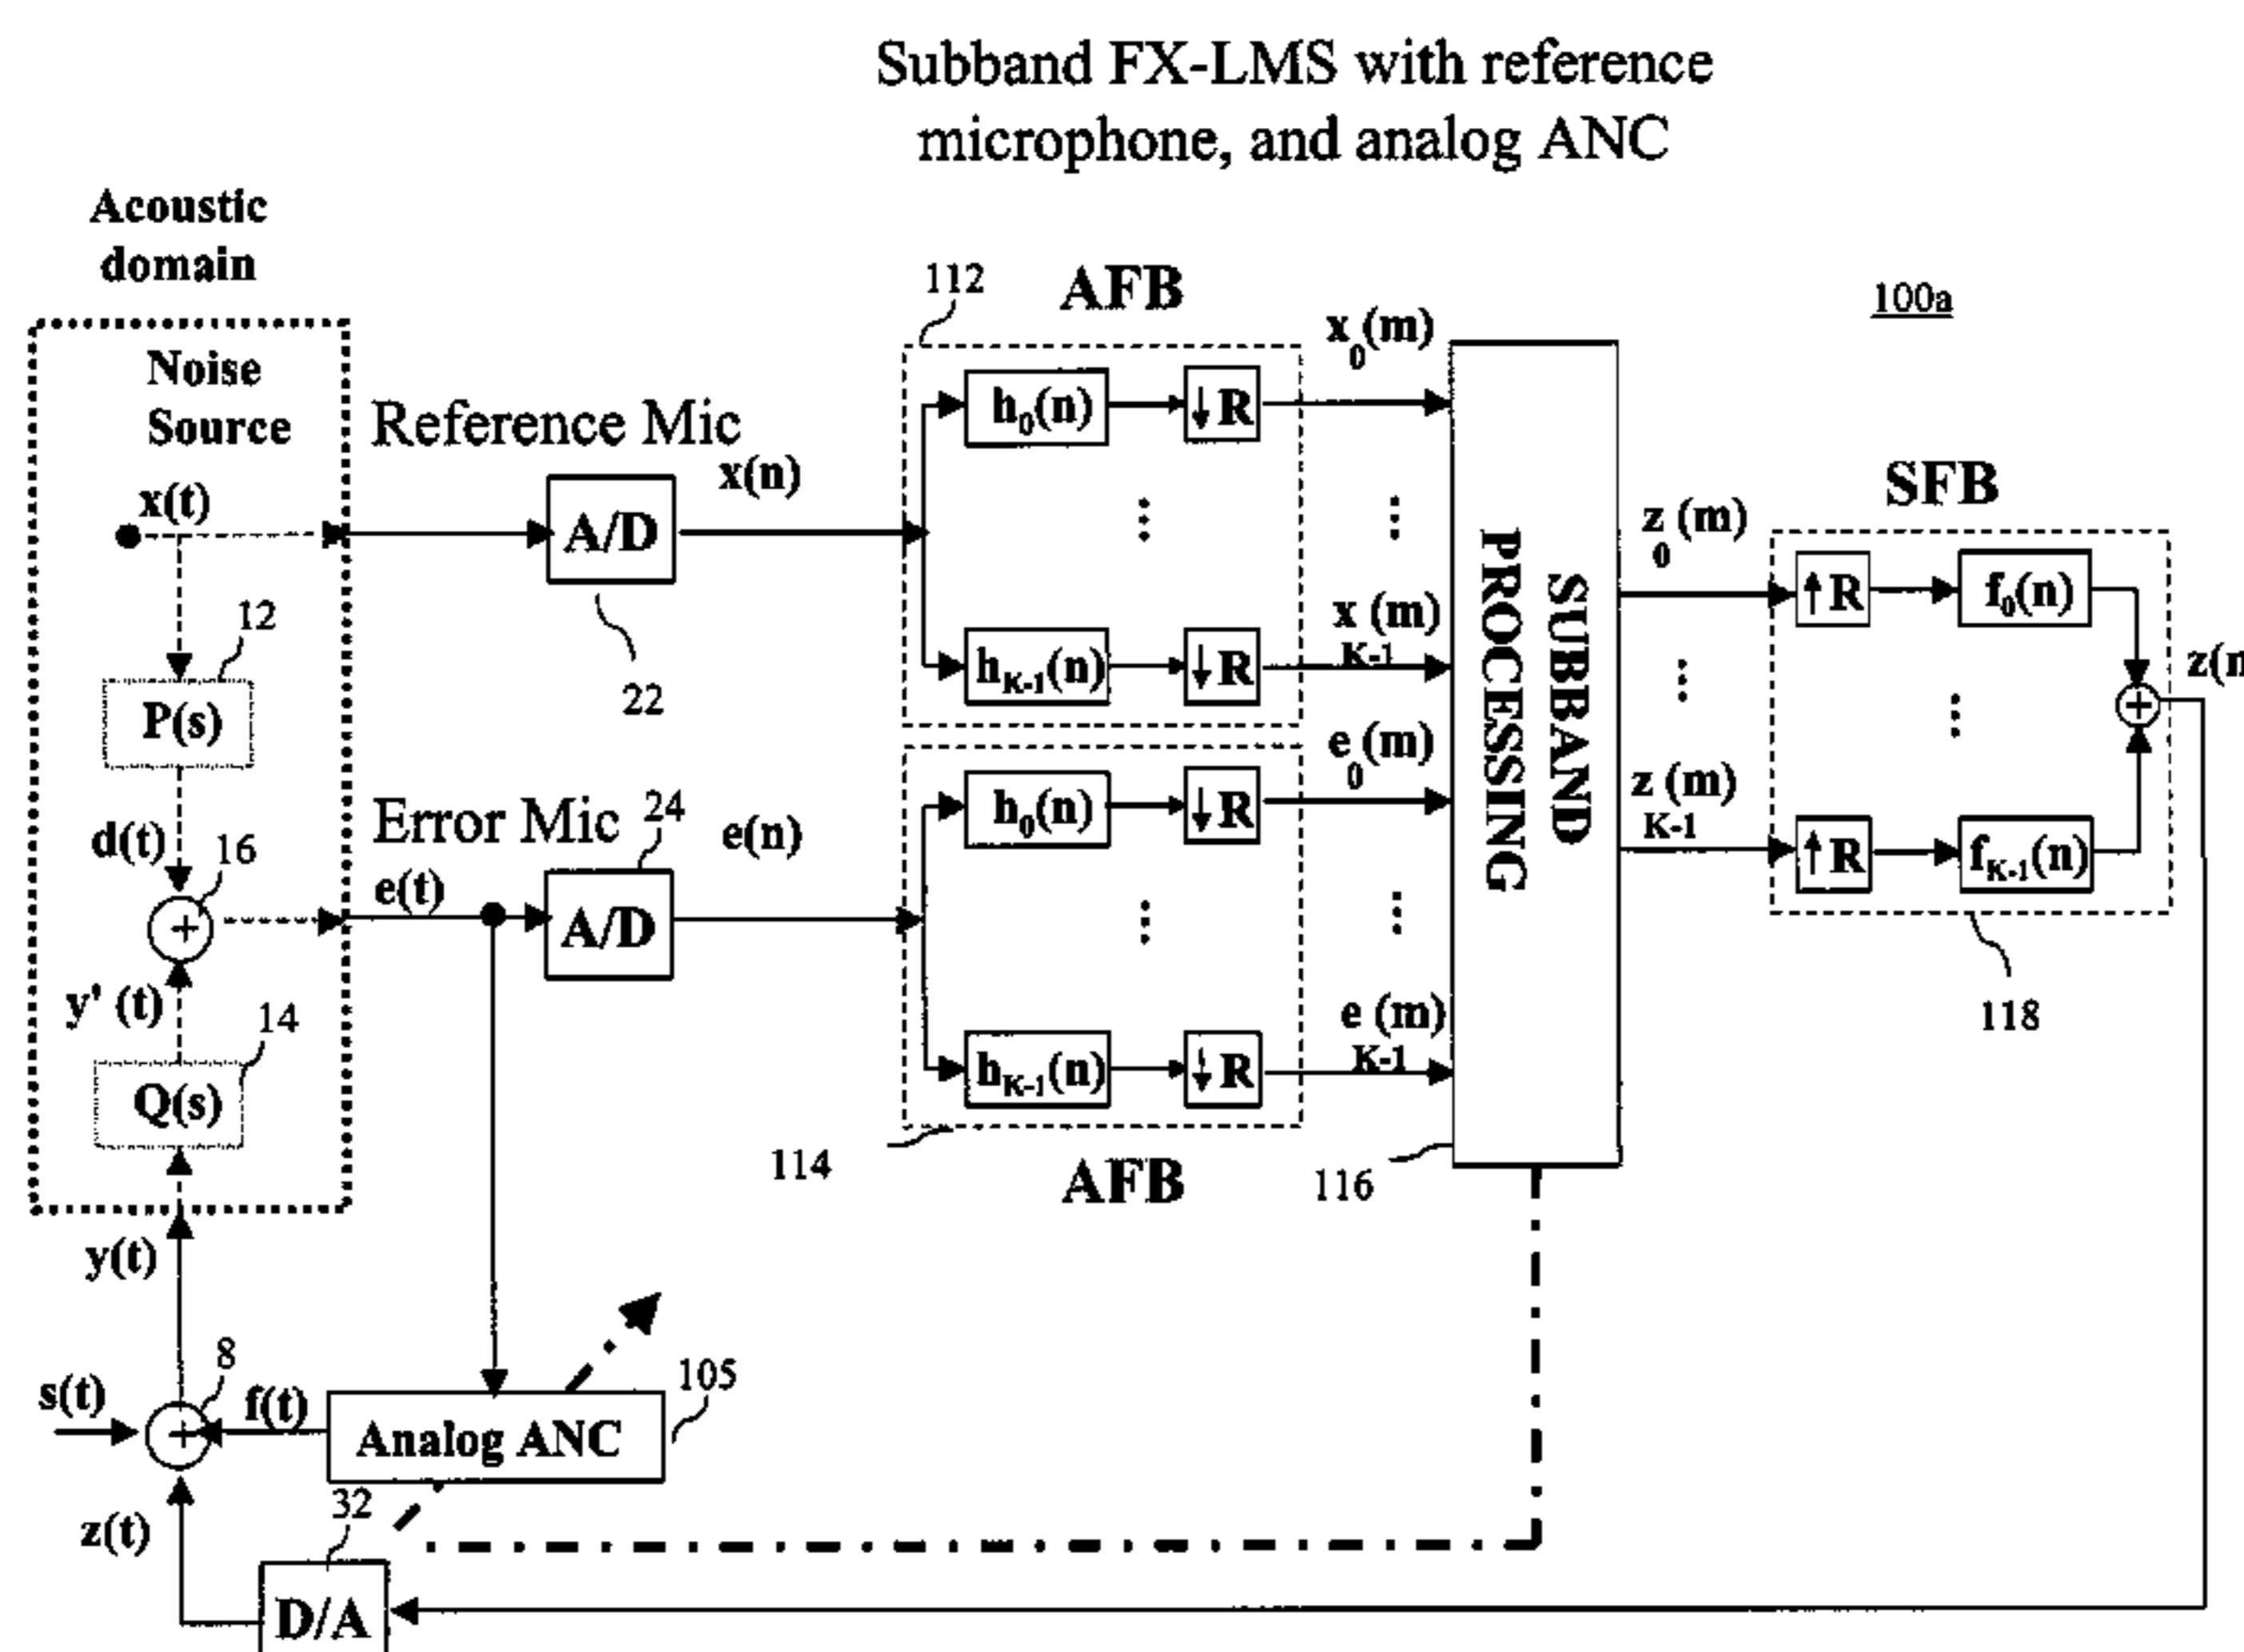 Subband FX-LMS with reference
microphone, and analog ANC
Acoustic
domain
Noise
Source
x(t)
12
P(s)
d(t)
16
+
y' (t)
14
Q(s)
y(t)
8
s(t)
+
f(t)
z(t)
Reference Mic
A/D
22
x(n)
Error Mic
e(t)
24
A/D
e(n)
Analog ANC
105
32
D/A
112
AFB
h0(n)
↓R
⋮
hK-1(n)
↓R
h0(n)
↓R
⋮
hK-1(n)
↓R
114
AFB
x0(m)
⋮
xK-1(m)
e0(m)
⋮
eK-1(m)
SUBBAND
PROCESSING
116
100a
z0(m)
⋮
zK-1(m)
SFB
↑R
f0(n)
⋮
↑R
fK-1(n)
+
118
z(n